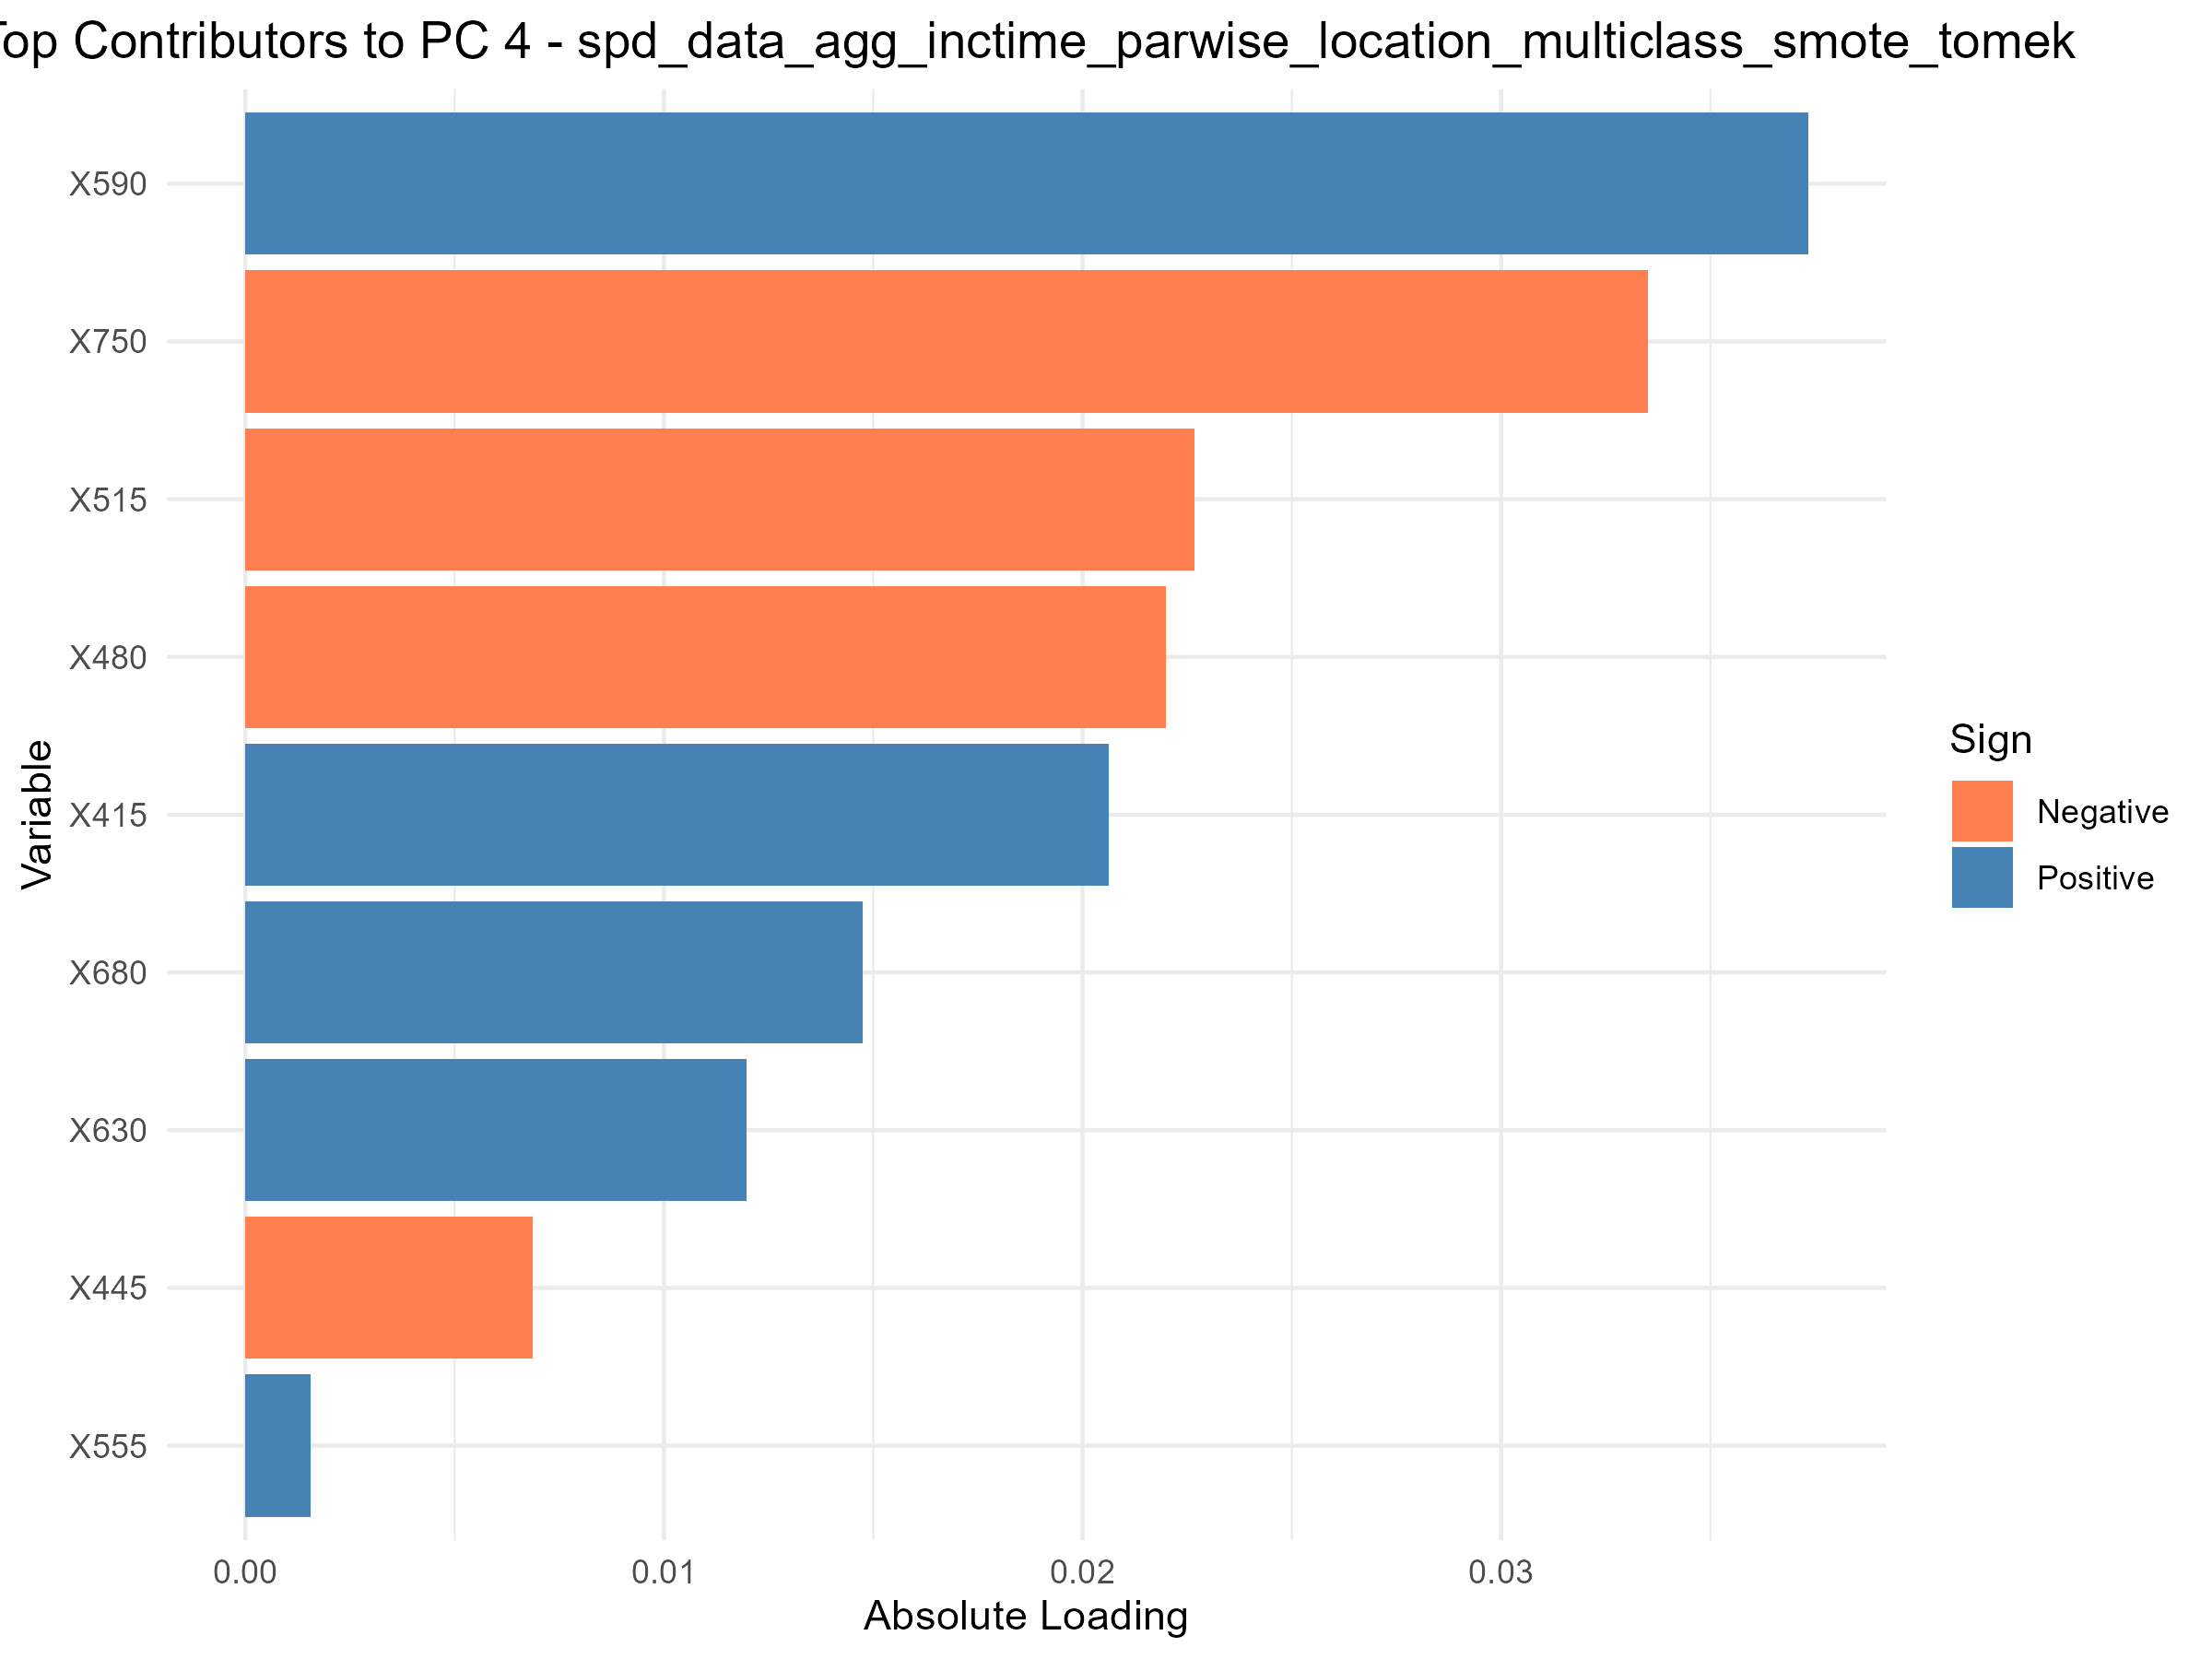 Top Contributors to PC 4 - spd_data_agg_inctime_parwise_location_multiclass_smote_tomek
X590
X750
X515
X480
X415
X680
X630
X445
X555
Variable
0.00 0.01 0.02 0.03
Absolute Loading
Sign
Negative
Positive